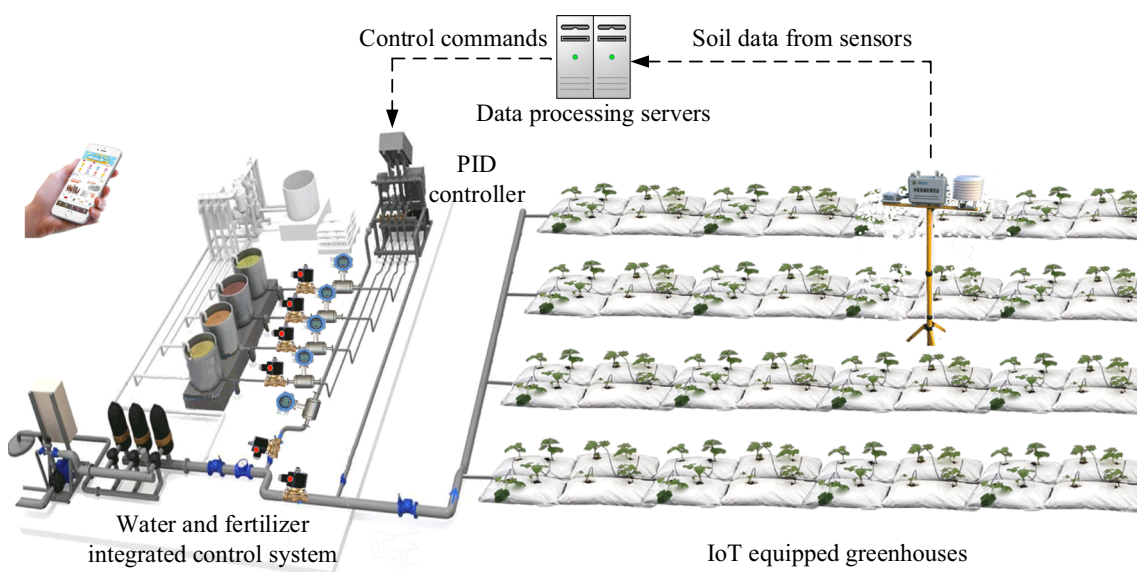 Control commands
Soil data from sensors
Data processing servers
PID
controller
Water and fertilizer
integrated control system
IoT equipped greenhouses